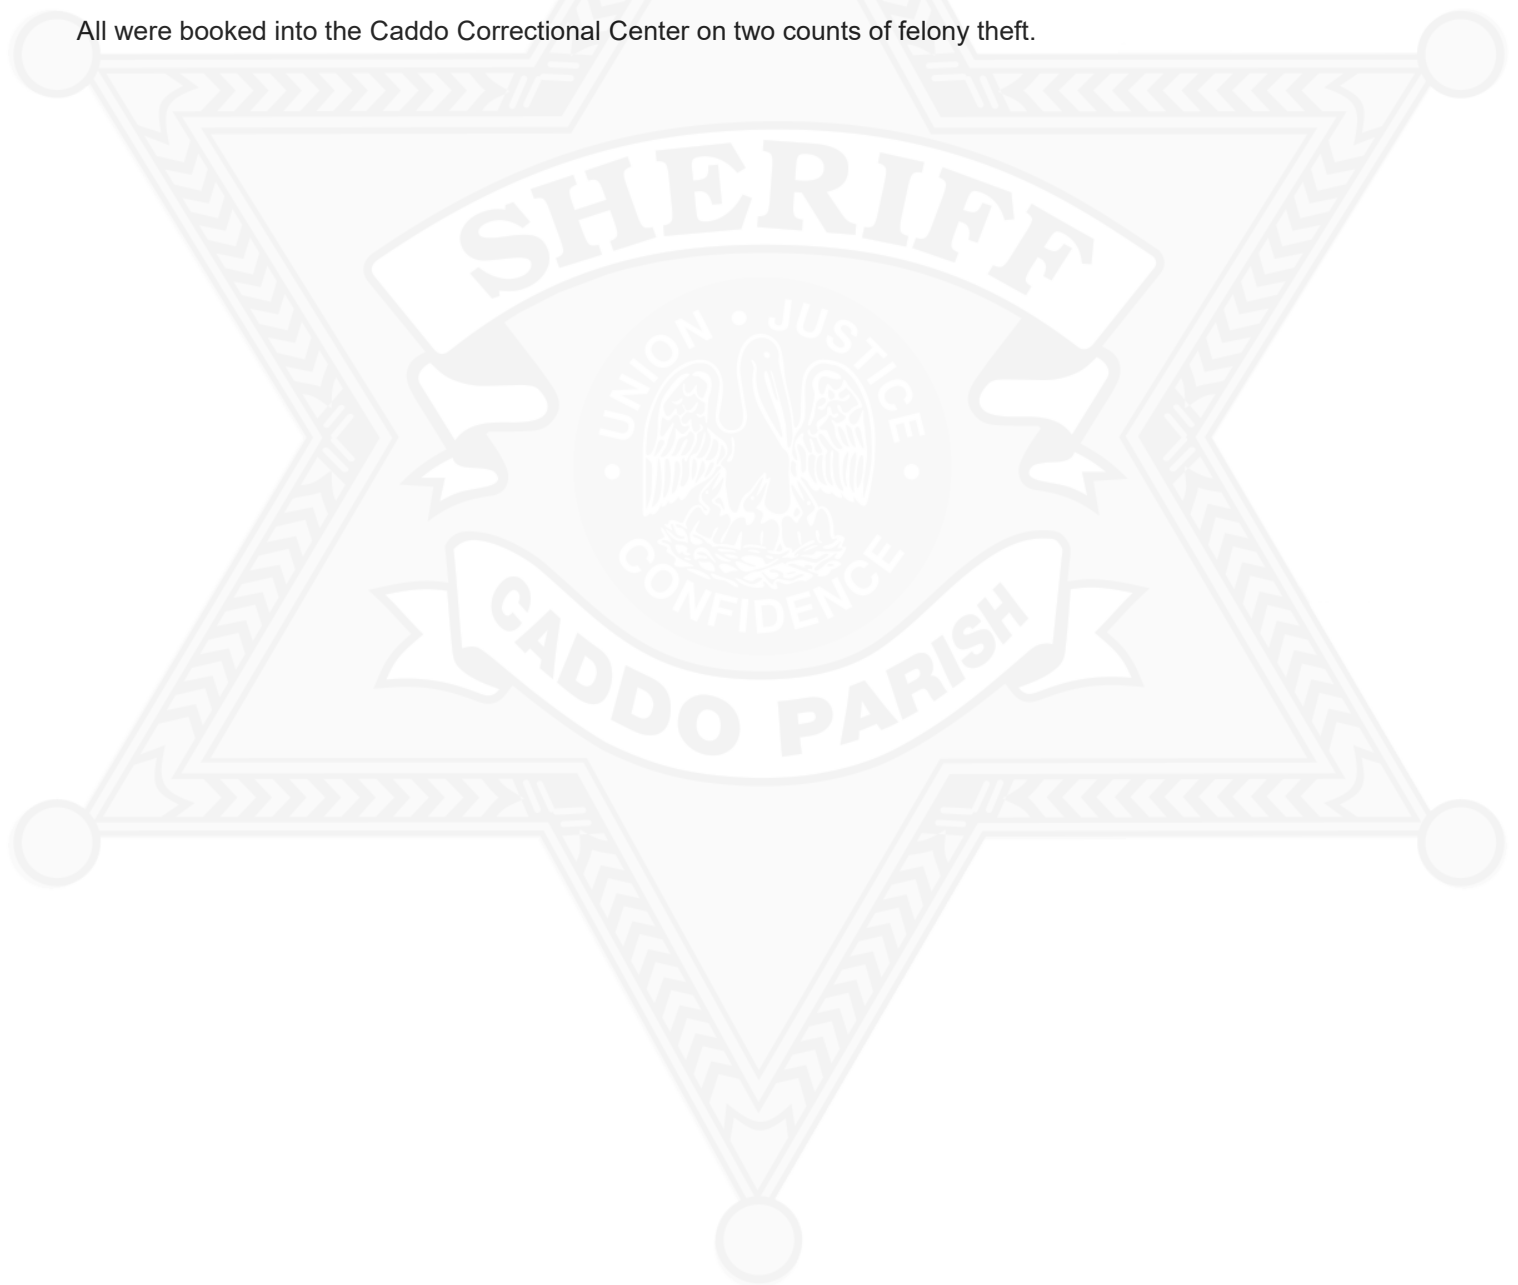 All were booked into the Caddo Correctional Center on two counts of felony theft.
SHERIFF
UNION • JUSTICE
• CONFIDENCE •
CADDO PARISH